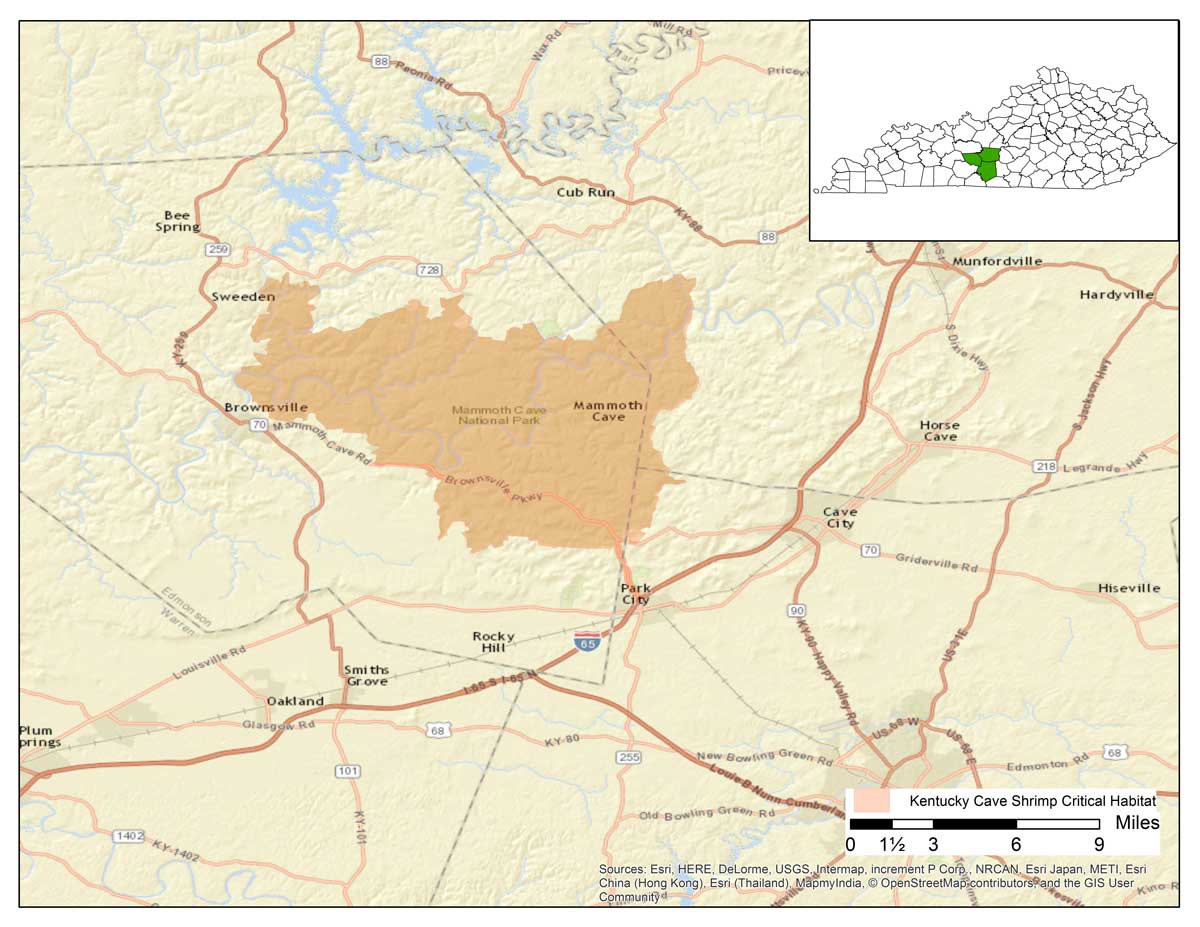 Mill Rd
Wax Rd
Hart
88
Peonia Rd
Pricev
Cub Run
Bee
Spring
KY-88
88
259
wy
Munfordville
728
Sweeden
Hardyville
KY-259
S Dixie Hwy
S Jackson Hwy
Brownsville
Mammoth Cave
National Park
Mammoth
Cave
70
Mammoth Cave Rd
Horse
Cave
218
Legrande Hwy
Brownsville Pkwy
Cave
City
70
Griderville Rd
Park
City
Hiseville
Edmonson
Warren
90
Rocky
Hill
65
KY-90 Happy Valley Rd
US-31E
Louisville Rd
Smiths
Grove
I-65 S I-65 N
Oakland
Glasgow Rd
68
KY-80
US-68 W
US-68 E
Plum
prings
255
New Bowling Green Rd
68
Edmonton Rd
101
Louie B Nunn Cumberlan
Old Bowling Green Rd
KY-101
1402
KY-1402
Kentucky Cave Shrimp Critical Habitat
Miles
0 1½ 3 6 9
Sources: Esri, HERE, DeLorme, USGS, Intermap, increment P Corp., NRCAN, Esri Japan, METI, Esri
China (Hong Kong), Esri (Thailand), MapmyIndia, © OpenStreetMap contributors, and the GIS User
Community
Kino R